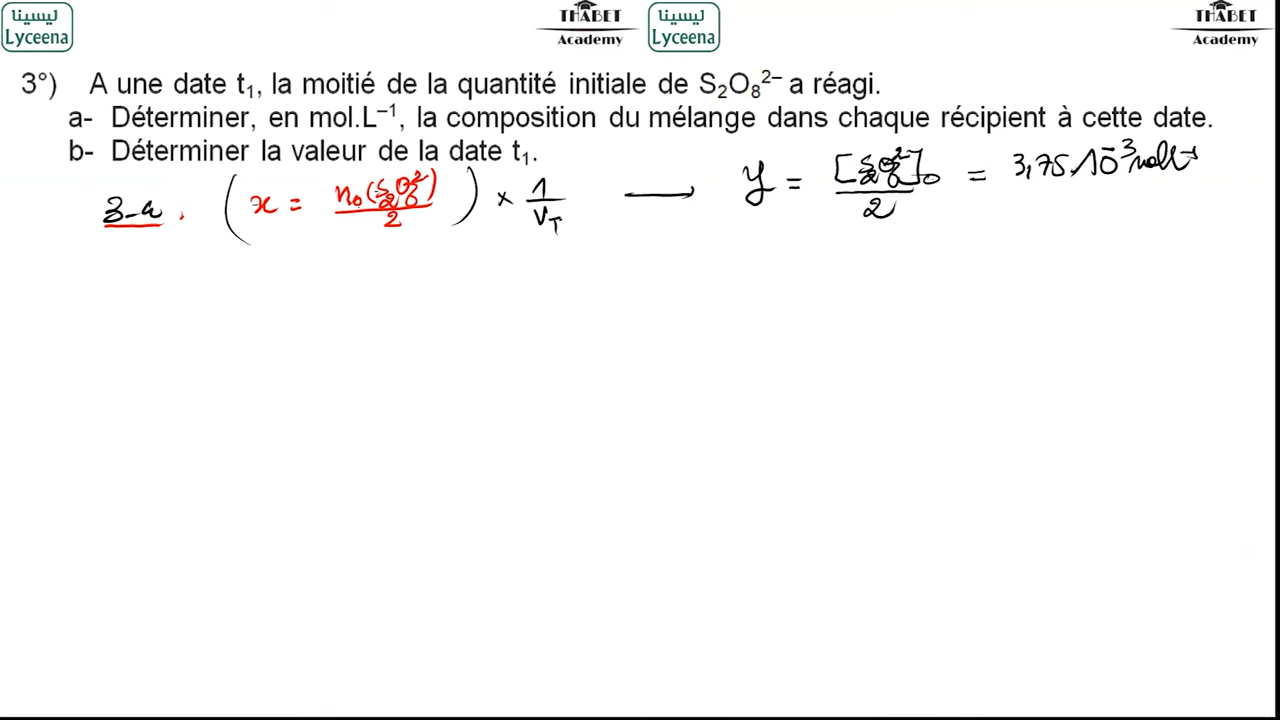 ليسينا
Lyceena
THABET
Academy
ليسينا
Lyceena
THABET
Academy
3°) A une date t₁, la moitié de la quantité initiale de S₂O₈²⁻ a réagi.
a- Déterminer, en mol.L⁻¹, la composition du mélange dans chaque récipient à cette date.
b- Déterminer la valeur de la date t₁.
3-a. (x = n₀(S₂O₈²⁻)/2) × 1/V_T → y = [S₂O₈²⁻]₀/2 = 3,75.10⁻³ mol.L⁻¹